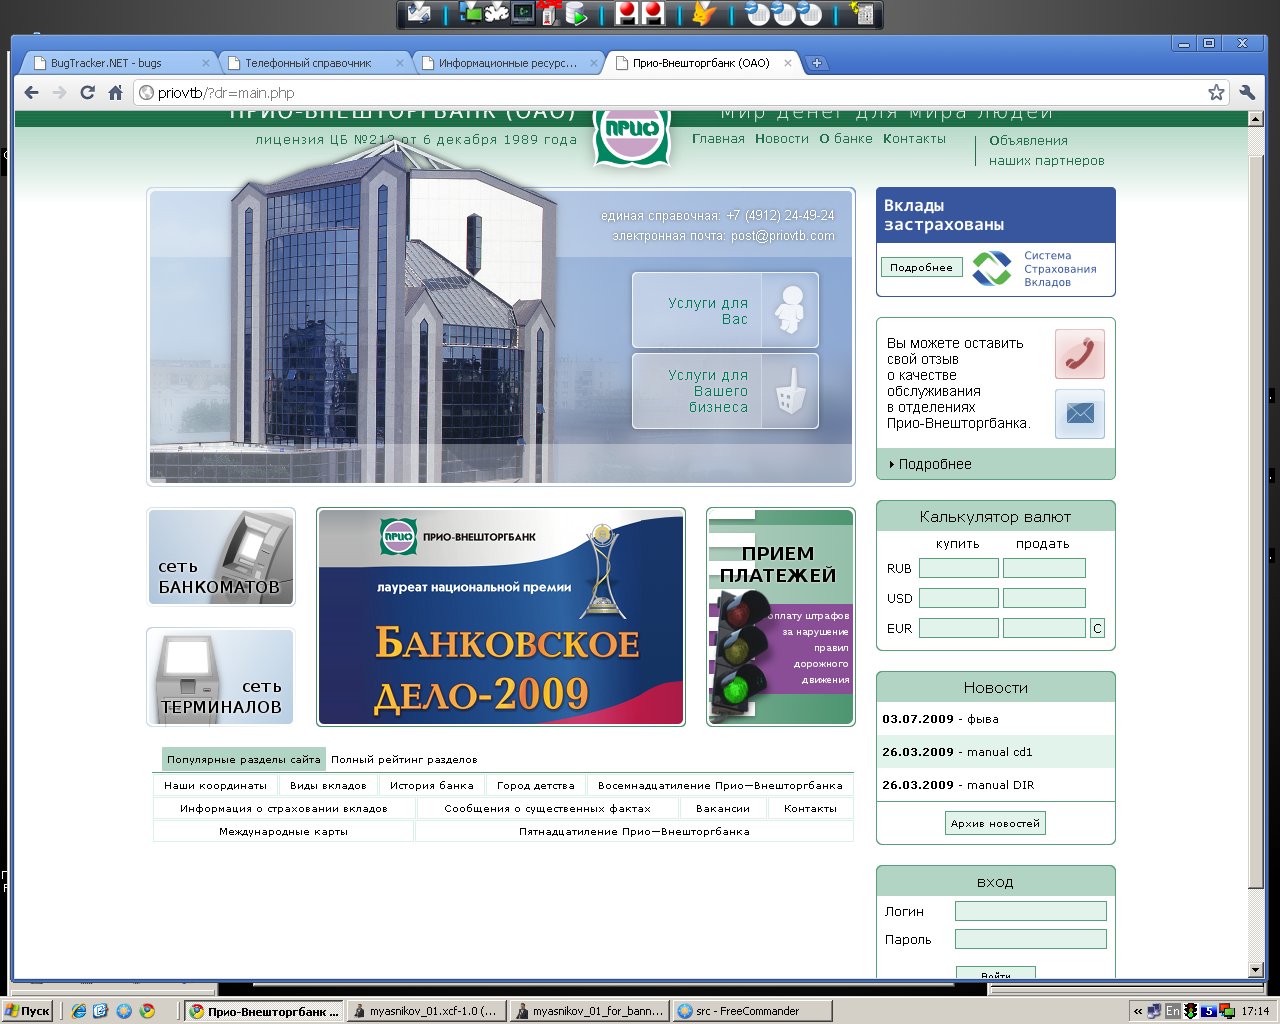 BugTracker.NET - bugs
Телефонный справочник
Информационные ресурс...
Прио-Внешторгбанк (ОАО)
priovtb/?dr=main.php
ПРИО-ВНЕШТОРГБАНК (ОАО)
Мир денег для мира людей
лицензия ЦБ №212 от 6 декабря 1989 года
ПРИО
Главная Новости О банке Контакты
Объявления
наших партнеров
единая справочная: +7 (4912) 24-49-24
электронная почта: post@priovtb.com
Услуги для
Вас
Услуги для
Вашего
бизнеса
Вклады
застрахованы
Подробнее
Система
Страхования
Вкладов
Вы можете оставить
свой отзыв
о качестве
обслуживания
в отделениях
Прио-Внешторгбанка.
Подробнее
сеть
БАНКОМАТОВ
сеть
ТЕРМИНАЛОВ
ПРИО
ПРИО-ВНЕШТОРГБАНК
лауреат национальной премии
БАНКОВСКОЕ
ДЕЛО-2009
ПРИЕМ
ПЛАТЕЖЕЙ
оплату штрафов
за нарушение
правил
дорожного
движения
Калькулятор валют
купить продать
RUB
USD
EUR C
Новости
03.07.2009 - фыва
26.03.2009 - manual cd1
26.03.2009 - manual DIR
Архив новостей
Популярные разделы сайта Полный рейтинг разделов
Наши координаты Виды вкладов История банка Город детства Восемнадцатиление Прио—Внешторгбанка
Информация о страховании вкладов Сообщения о существенных фактах Вакансии Контакты
Международные карты Пятнадцатиление Прио—Внешторгбанка
вход
Логин
Пароль
Войти
Пуск
Прио-Внешторгбанк ...
myasnikov_01.xcf-1.0 (...
myasnikov_01_for_bann...
src - FreeCommander
« En 5 17:14